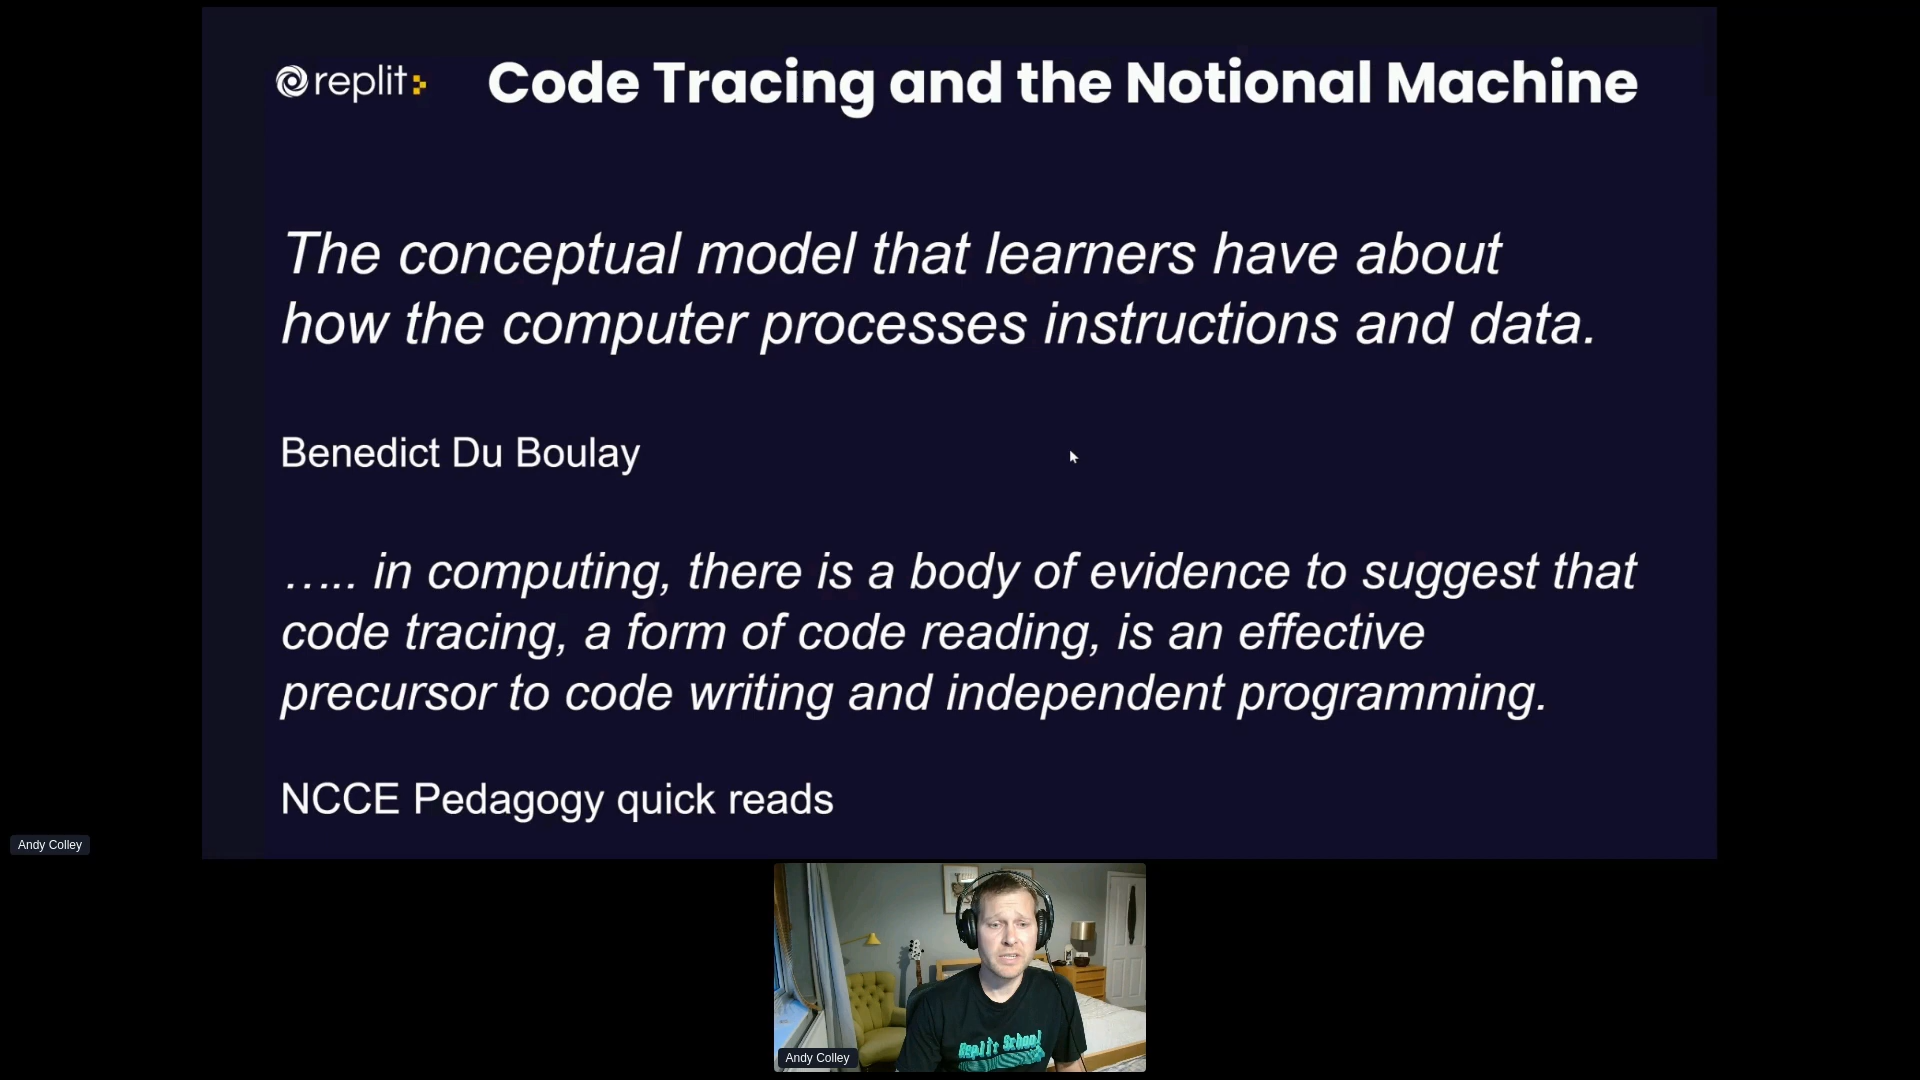 replit
Code Tracing and the Notional Machine
The conceptual model that learners have about
how the computer processes instructions and data.
Benedict Du Boulay
….. in computing, there is a body of evidence to suggest that
code tracing, a form of code reading, is an effective
precursor to code writing and independent programming.
NCCE Pedagogy quick reads
Andy Colley
Replit School
Andy Colley